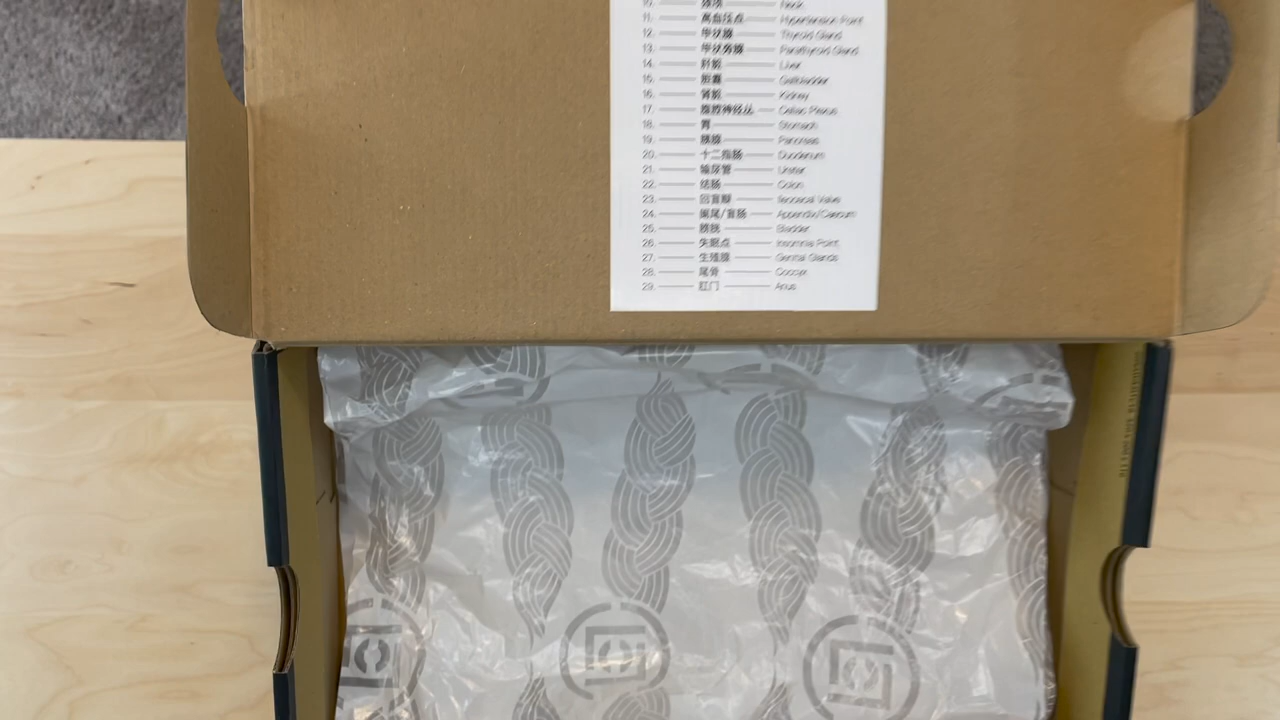 10. 颈项 Neck
11. 高血压点 Hypertension Point
12. 甲状腺 Thyroid Gland
13. 甲状旁腺 Parathyroid Gland
14. 肝脏 Liver
15. 胆囊 Gallbladder
16. 肾脏 Kidney
17. 腹腔神经丛 Celiac Plexus
18. 胃 Stomach
19. 胰腺 Pancreas
20. 十二指肠 Duodenum
21. 输尿管 Ureter
22. 结肠 Colon
23. 回盲瓣 Ileocecal Valve
24. 阑尾/盲肠 Appendix/Caecum
25. 膀胱 Bladder
26. 失眠点 Insomnia Point
27. 生殖腺 Genital Glands
28. 尾骨 Coccyx
29. 肛门 Anus